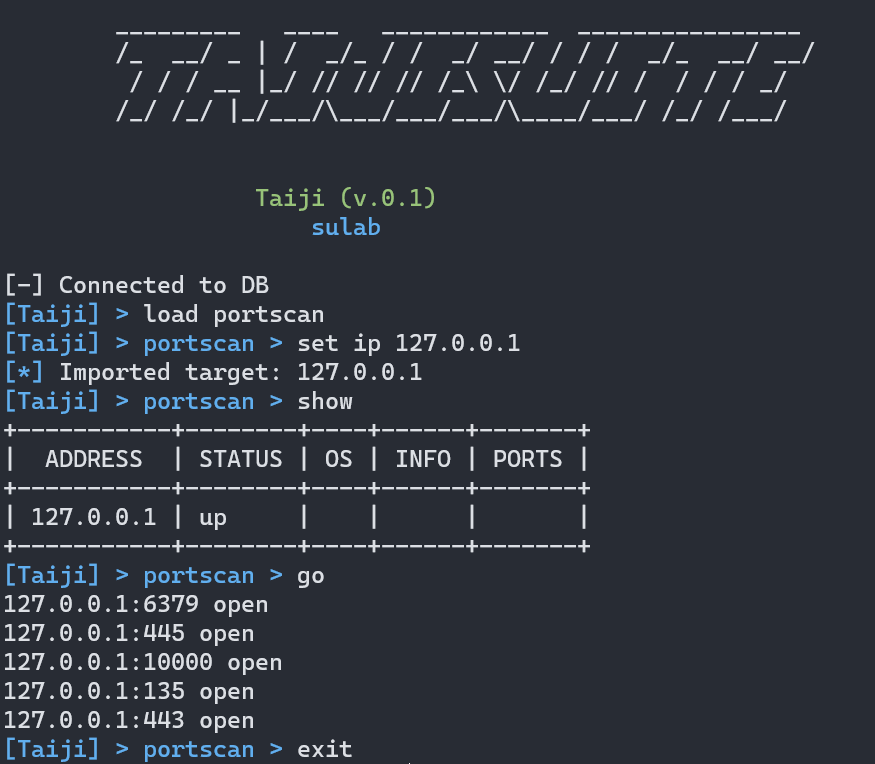 Taiji (v.0.1)
sulab
[-] Connected to DB
[Taiji] > load portscan
[Taiji] > portscan > set ip 127.0.0.1
[*] Imported target: 127.0.0.1
[Taiji] > portscan > show
+-----------+--------+----+------+-------+
|  ADDRESS  | STATUS | OS | INFO | PORTS |
+-----------+--------+----+------+-------+
| 127.0.0.1 | up     |    |      |       |
+-----------+--------+----+------+-------+
[Taiji] > portscan > go
127.0.0.1:6379 open
127.0.0.1:445 open
127.0.0.1:10000 open
127.0.0.1:135 open
127.0.0.1:443 open
[Taiji] > portscan > exit